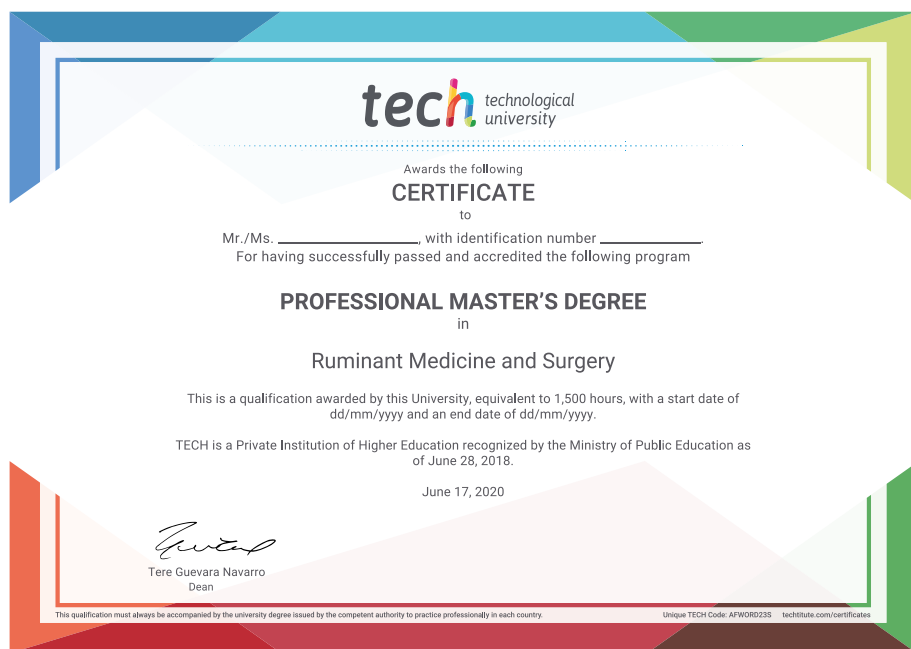 tech technological
university
Awards the following
CERTIFICATE
to
Mr./Ms. ____________________, with identification number ______________.
For having successfully passed and accredited the following program
PROFESSIONAL MASTER'S DEGREE
in
Ruminant Medicine and Surgery
This is a qualification awarded by this University, equivalent to 1,500 hours, with a start date of
dd/mm/yyyy and an end date of dd/mm/yyyy.
TECH is a Private Institution of Higher Education recognized by the Ministry of Public Education as
of June 28, 2018.
June 17, 2020
Tere Guevara Navarro
Dean
This qualification must always be accompanied by the university degree issued by the competent authority to practice professionally in each country. Unique TECH Code: AFWORD23S techtitute.com/certificates